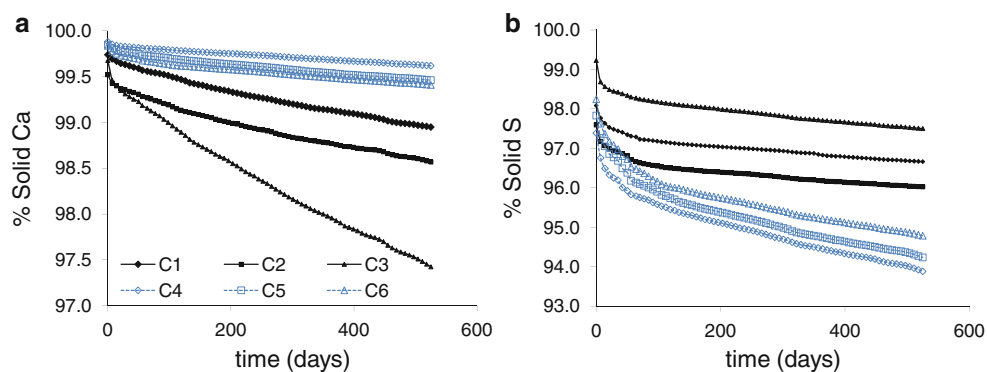 a
100.0
99.5
99.0
98.5
98.0
97.5
97.0
% Solid Ca
C1 C2 C3
C4 C5 C6
0 200 400 600
time (days)
b
100.0
99.0
98.0
97.0
96.0
95.0
94.0
93.0
% Solid S
0 200 400 600
time (days)